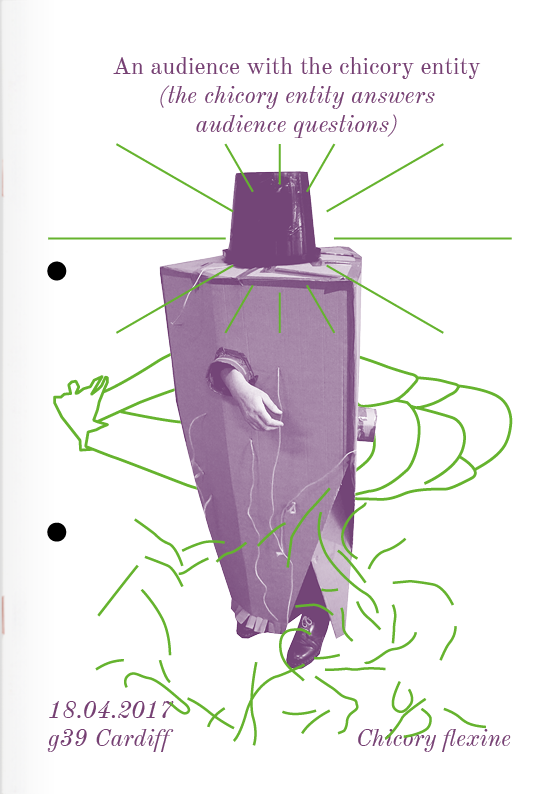 An audience with the chicory entity
(the chicory entity answers
audience questions)
18.04.2017
g39 Cardiff
Chicory flexine